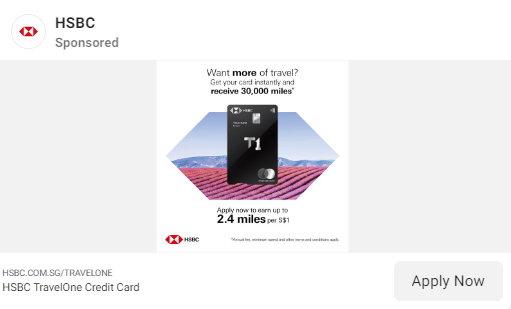 HSBC
Sponsored
Want more of travel?
Get your card instantly and
receive 30,000 miles*
HSBC
T1
Apply now to earn up to
2.4 miles per S$1
HSBC
*Annual fee, minimum spend and other terms and conditions apply.
HSBC.COM.SG/TRAVELONE
HSBC TravelOne Credit Card
Apply Now